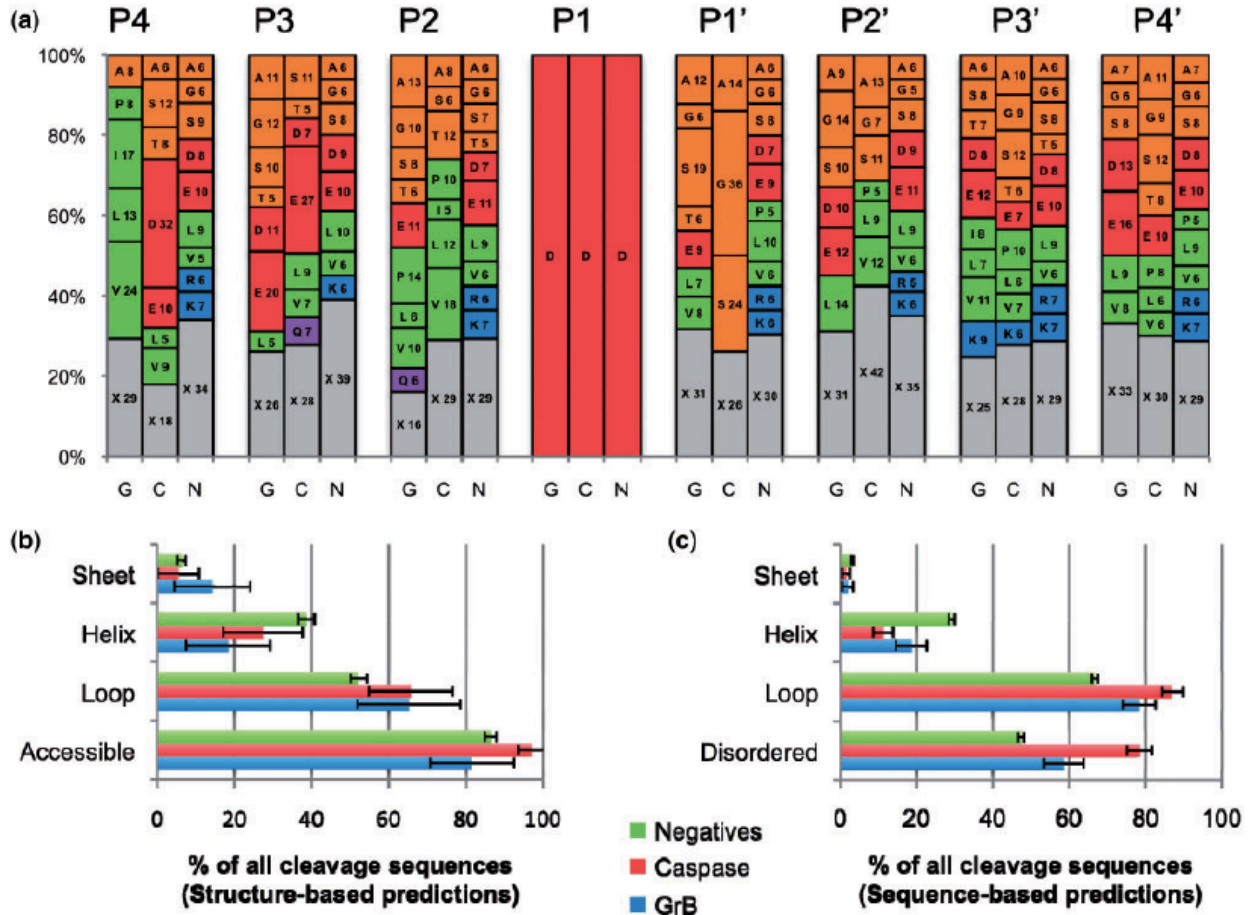 (a) P4 P3 P2 P1 P1' P2' P3' P4'
100%
80%
60%
40%
20%
0%
A 8
P 8
I 17
L 13
V 24
X 29
A 6
S 12
T 8
D 32
E 10
L 5
V 9
X 18
A 6
G 6
S 9
D 8
E 10
L 9
V 5
R 6
K 7
X 34
A 11
G 12
S 10
T 5
D 11
E 20
L 5
X 26
S 11
T 5
D 7
E 27
L 9
V 7
Q 7
X 28
A 6
G 6
S 8
D 9
E 10
L 10
V 6
K 6
X 39
A 13
G 10
S 8
T 6
E 11
P 14
L 6
V 10
Q 6
X 16
A 8
S 6
T 12
P 10
I 5
L 12
V 18
X 29
A 6
G 6
S 7
T 5
D 7
E 10
L 9
V 6
R 6
K 7
X 29
D D D
A 12
G 6
S 19
T 6
E 9
L 7
V 8
X 31
A 14
G 36
S 24
X 26
A 6
G 6
S 8
D 7
E 9
P 5
L 10
V 6
R 6
K 6
X 30
A 9
G 14
S 10
D 10
E 12
L 14
X 31
A 13
G 7
S 11
P 5
L 9
V 12
X 42
A 6
G 5
S 8
D 9
E 11
L 9
V 6
R 5
K 6
X 35
A 6
S 8
T 7
D 8
E 12
I 8
L 7
V 11
K 9
X 25
A 10
G 9
S 12
T 6
E 7
P 10
L 6
V 7
K 6
X 28
A 6
G 6
S 8
T 5
D 8
E 10
L 9
V 6
R 7
K 7
X 29
A 7
G 6
S 8
D 13
E 16
L 9
V 8
X 33
A 11
G 9
S 12
T 8
E 10
P 8
L 6
V 6
X 30
A 7
G 6
S 8
D 8
E 10
P 5
L 9
V 6
R 6
K 7
X 29
G C N G C N G C N G C N G C N G C N G C N G C N
(b)
Sheet
Helix
Loop
Accessible
0 20 40 60 80 100
% of all cleavage sequences
(Structure-based predictions)
Negatives
Caspase
GrB
(c)
Sheet
Helix
Loop
Disordered
0 20 40 60 80 100
% of all cleavage sequences
(Sequence-based predictions)